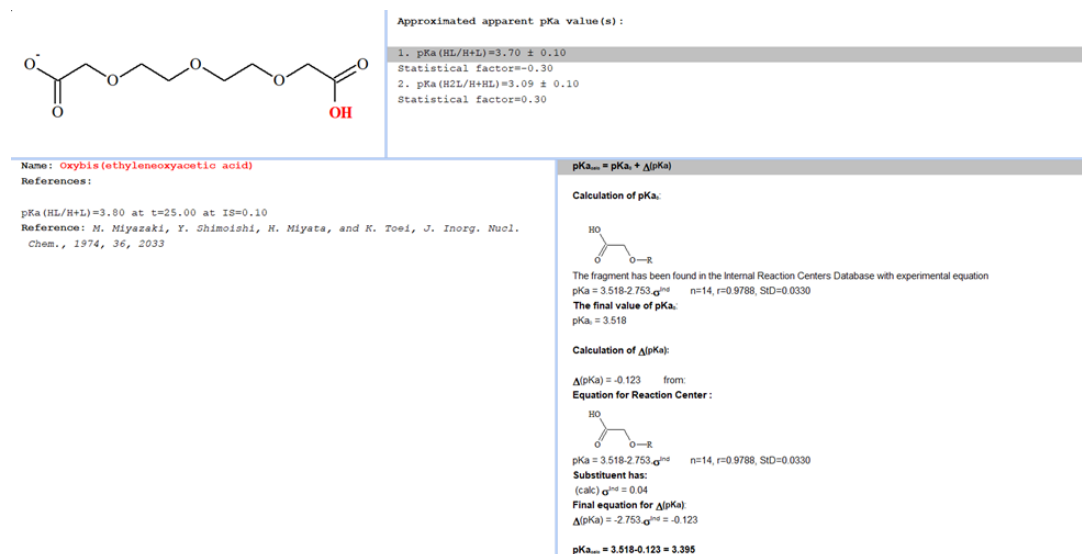 Approximated apparent pKa value(s):
1. pKa(HL/H+L)=3.70 ± 0.10
Statistical factor=-0.30
2. pKa(H2L/H+HL)=3.09 ± 0.10
Statistical factor=0.30
O-
O
O
O
O
O
OH
Name: Oxybis(ethyleneoxyacetic acid)
References:
pKa(HL/H+L)=3.80 at t=25.00 at IS=0.10
Reference: M. Miyazaki, Y. Shimoishi, H. Miyata, and K. Toei, J. Inorg. Nucl.
Chem., 1974, 36, 2033
pKa = pKa + Δ(pKa)
Calculation of pKa:
HO
O
O—R
The fragment has been found in the Internal Reaction Centers Database with experimental equation
pKa = 3.518-2.753.σind n=14, r=0.9788, StD=0.0330
The final value of pKa:
pKa = 3.518
Calculation of Δ(pKa):
Δ(pKa) = -0.123 from:
Equation for Reaction Center :
HO
O
O—R
pKa = 3.518-2.753.σind n=14, r=0.9788, StD=0.0330
Substituent has:
(calc) σind = 0.04
Final equation for Δ(pKa):
Δ(pKa) = -2.753.σind = -0.123
pKa = 3.518-0.123 = 3.395